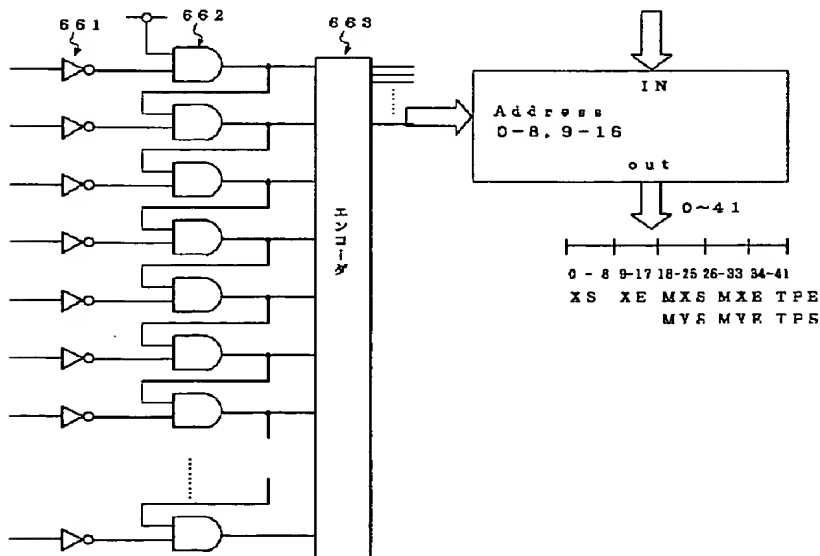 661
662
663
エンコーダ
IN
Address
0-8, 9-16
out
0~41
0 - 8 9-17 18-25 26-33 34-41
XS XE MXS MXE TPE
MYS MYE TPS